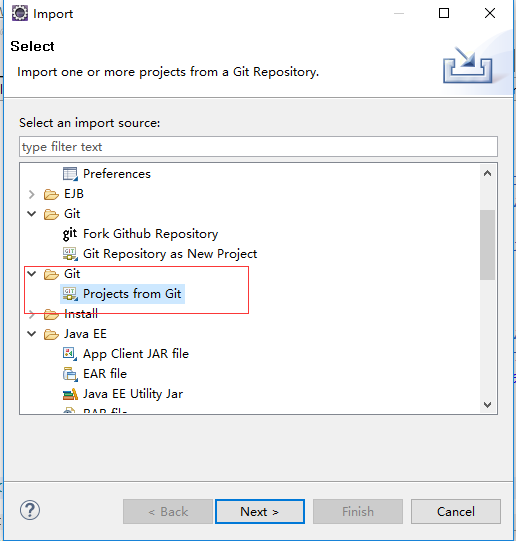 Import
Select
Import one or more projects from a Git Repository.
Select an import source:
type filter text
Preferences
EJB
Git
git Fork Github Repository
Git Repository as New Project
Git
GIT Projects from Git
Install
Java EE
App Client JAR file
EAR file
Java EE Utility Jar
RAR file
? < Back Next > Finish Cancel